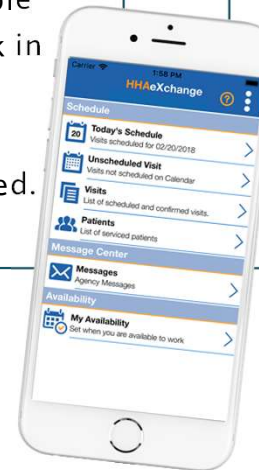 ble
k in
ed.
Carrier
1:58 PM
HHAeXchange
?
Schedule
20
Today's Schedule
Visits scheduled for 02/20/2018
Unscheduled Visit
Visits not scheduled on Calendar
Visits
List of scheduled and confirmed visits.
Patients
List of serviced patients
Message Center
Messages
Agency Messages
Availability
My Availability
Set when you are available to work